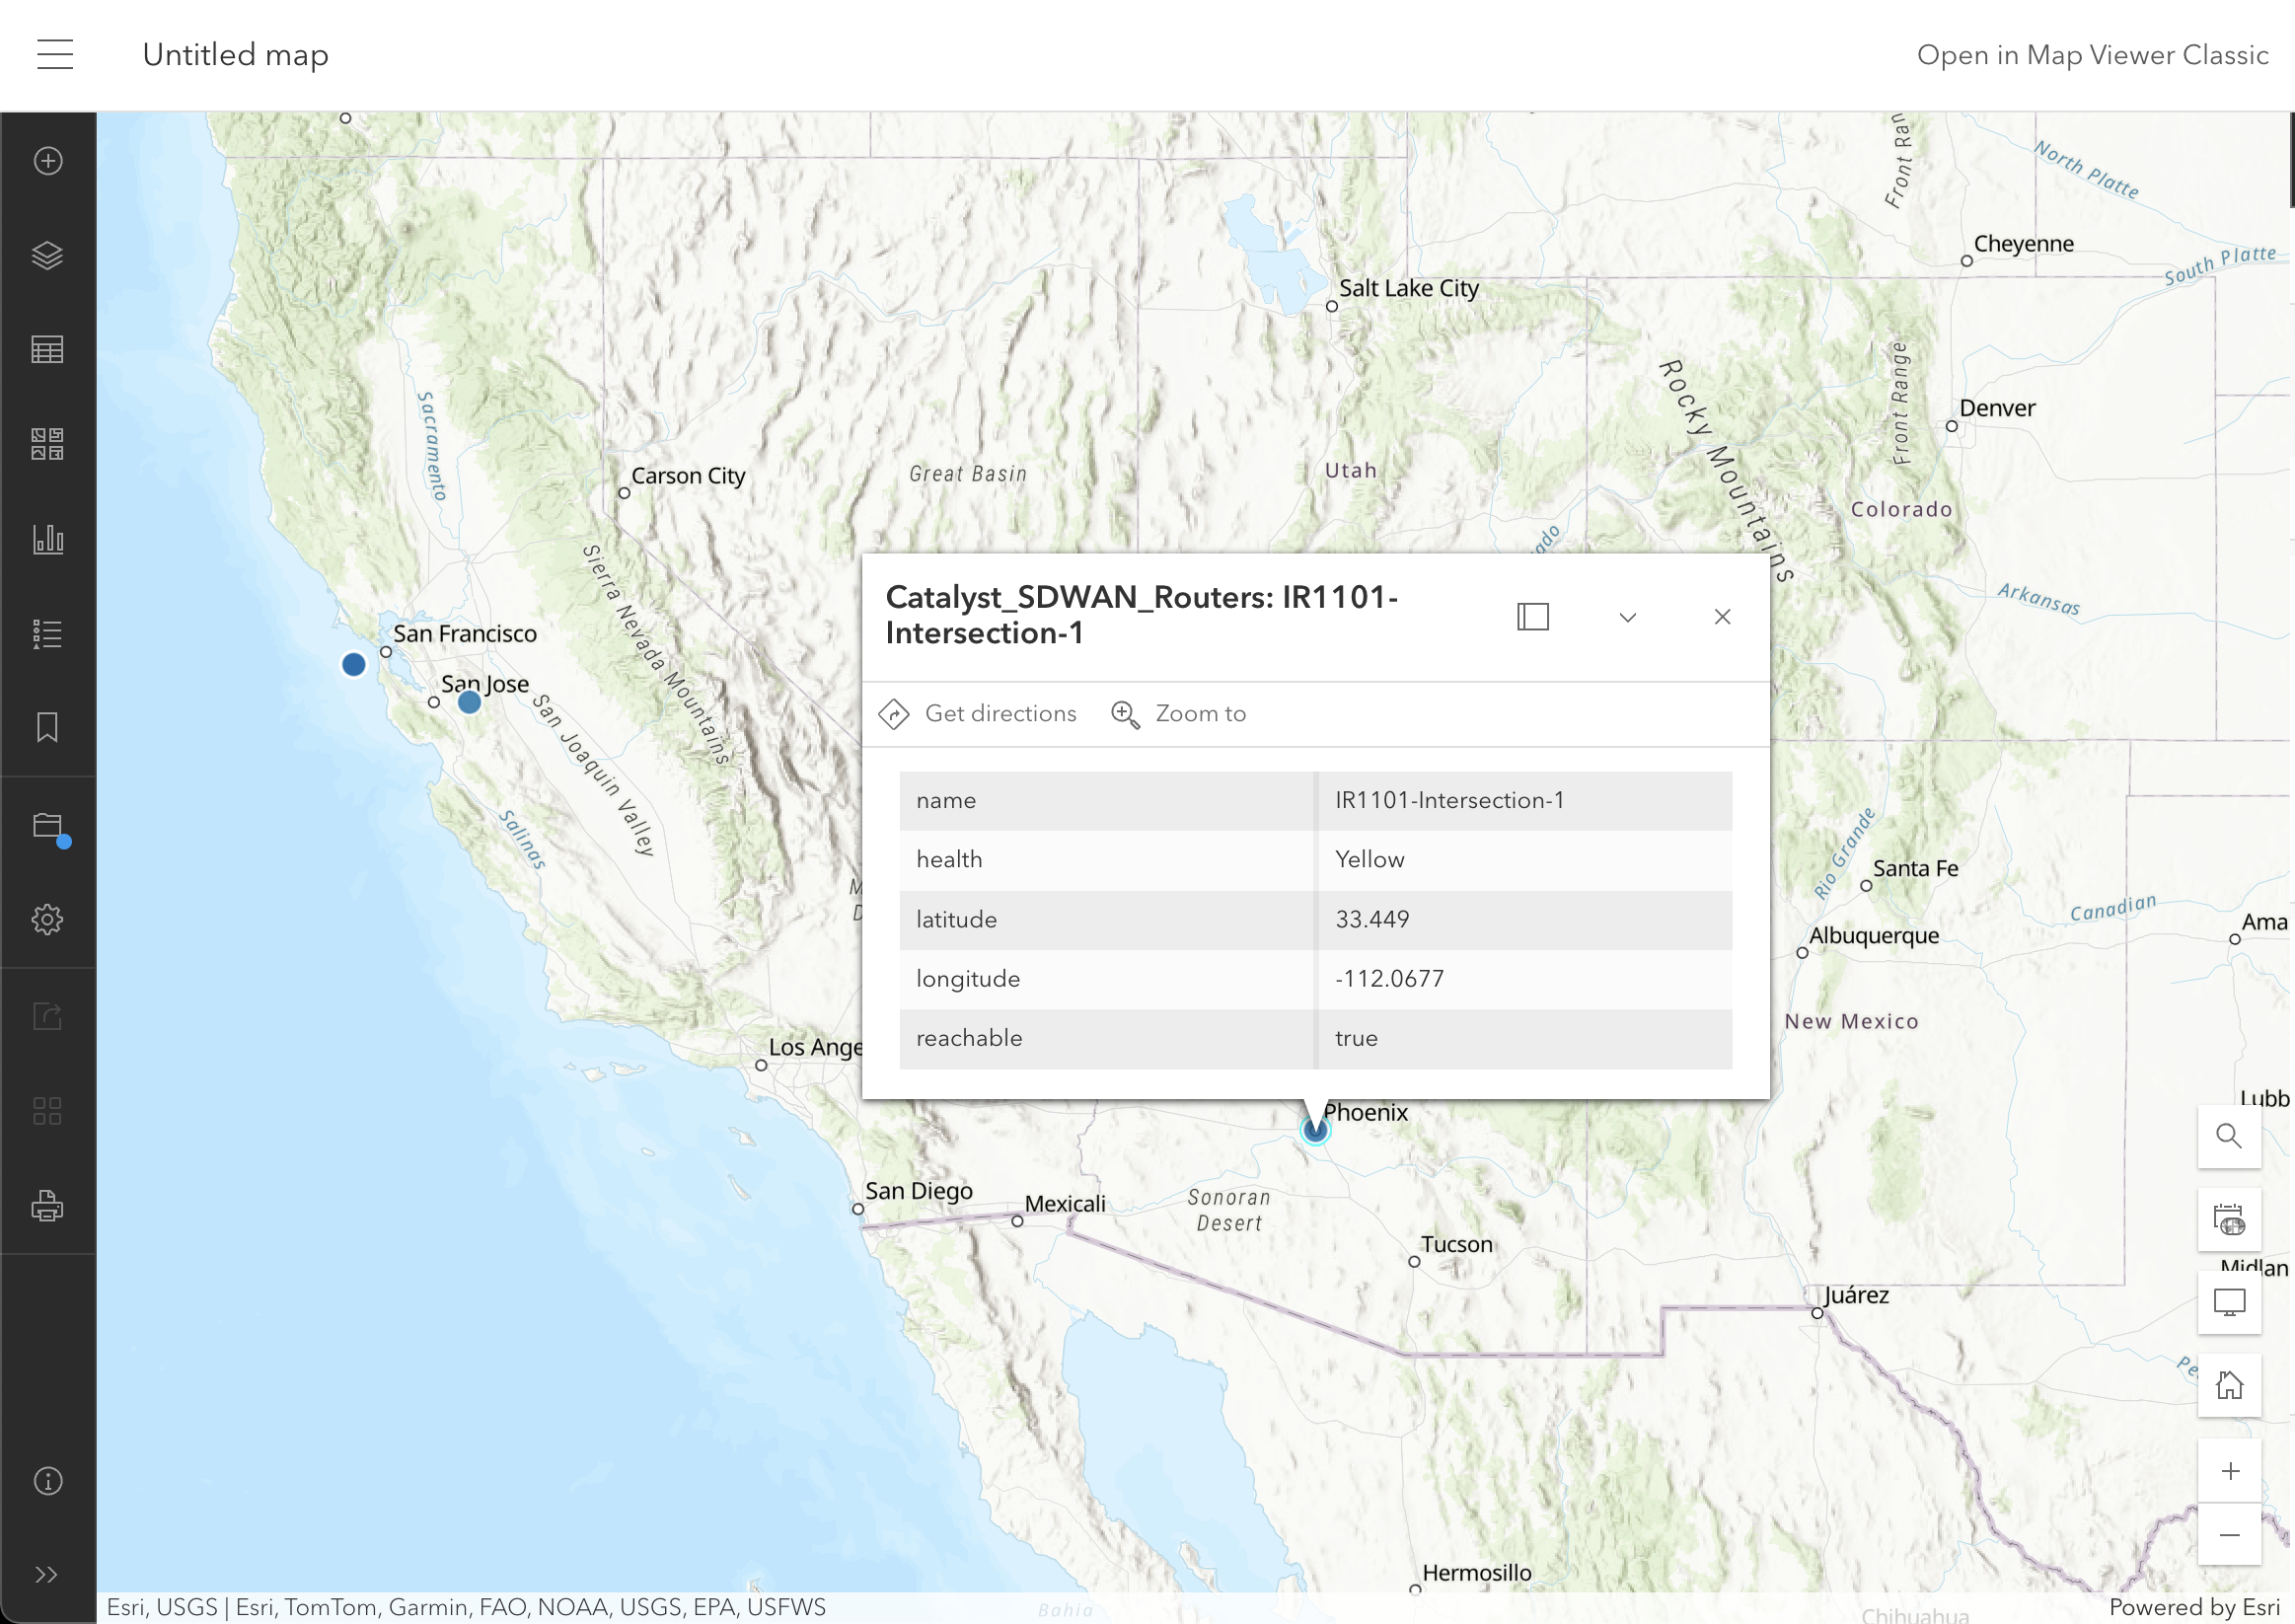 Untitled map
Open in Map Viewer Classic
Front Ran
North Platte
Cheyenne
South Platte
Salt Lake City
Rocky Mountains
Front Range
Denver
Sacramento
Carson City
Great Basin
Utah
Colorado
ado
Arkansas
Sierra Nevada Mountains
San Francisco
San Jose
San Joaquin Valley
Salinas
Catalyst_SDWAN_Routers: IR1101-
Intersection-1
Get directions
Zoom to
name IR1101-Intersection-1
health Yellow
latitude 33.449
longitude -112.0677
reachable true
M
D
Rio Grande
Santa Fe
Canadian
Albuquerque
Ama
New Mexico
Los Ange
Phoenix
Lubb
San Diego
Mexicali
Sonoran
Desert
Tucson
Midlan
Juárez
Pe
Hermosillo
Bahia
Chihuahua
Esri, USGS | Esri, TomTom, Garmin, FAO, NOAA, USGS, EPA, USFWS
Powered by Esri